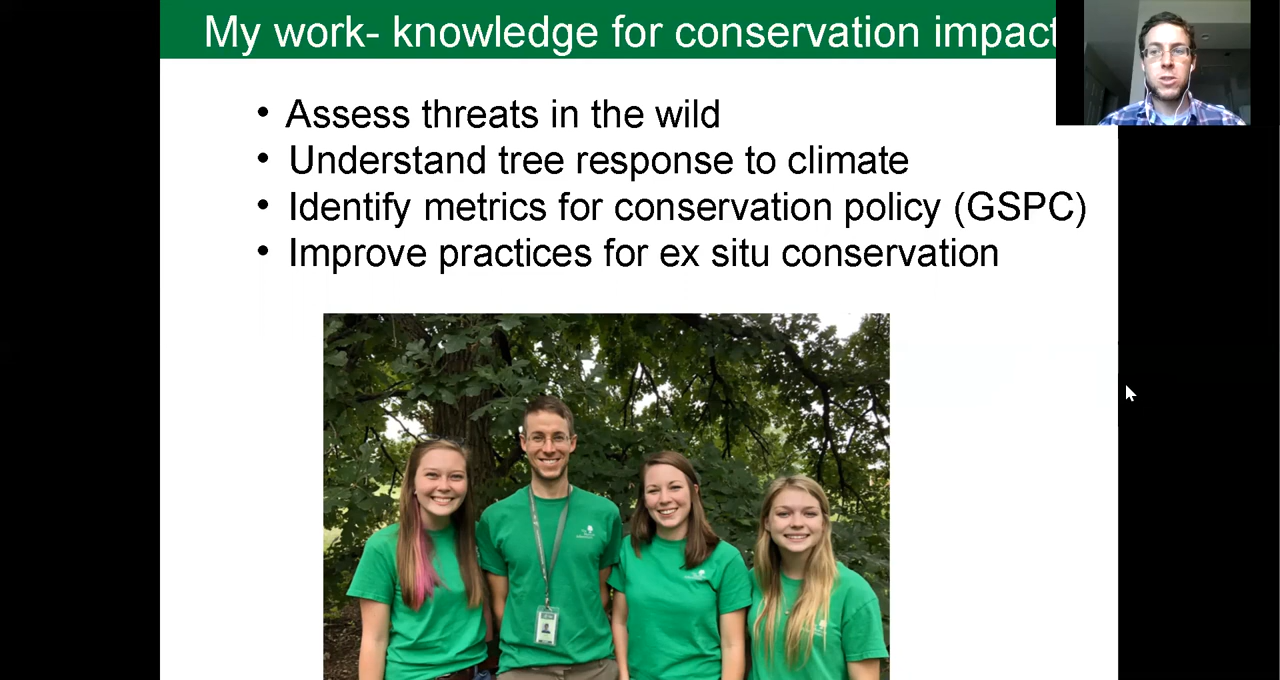 My work- knowledge for conservation impact
• Assess threats in the wild
• Understand tree response to climate
• Identify metrics for conservation policy (GSPC)
• Improve practices for ex situ conservation